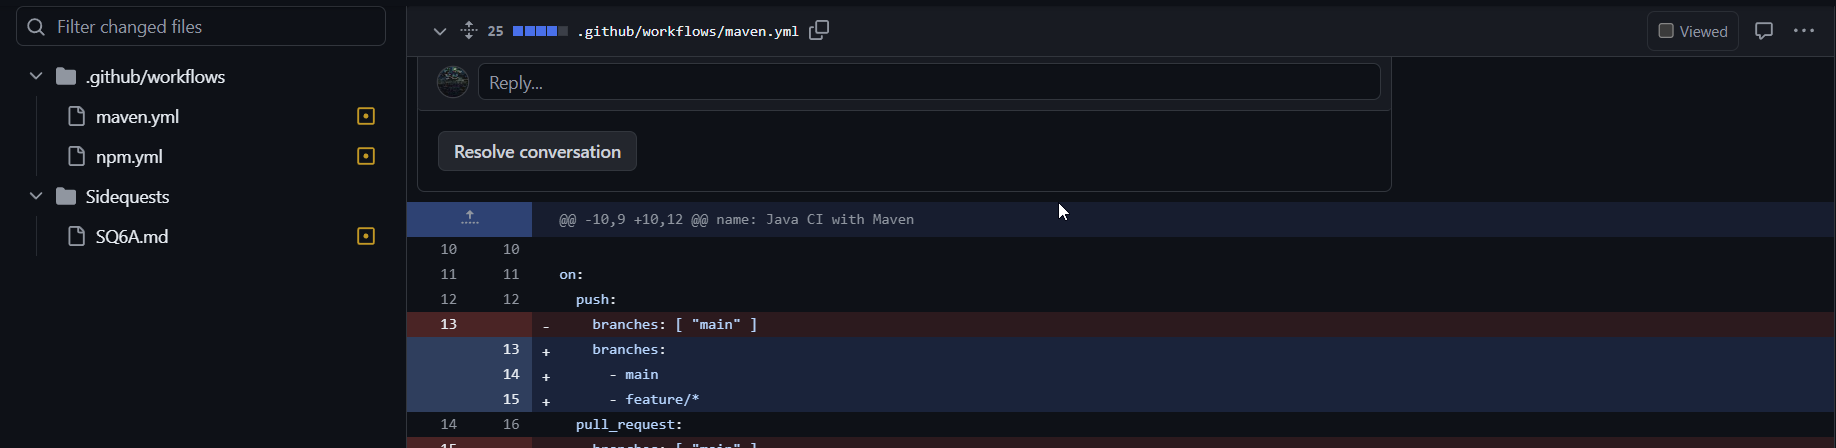 Filter changed files
.github/workflows
maven.yml
npm.yml
Sidequests
SQ6A.md
25 .github/workflows/maven.yml
Viewed
Reply...
Resolve conversation
@@ -10,9 +10,12 @@ name: Java CI with Maven
10 10
11 11 on:
12 12 push:
13 - branches: [ "main" ]
13 + branches:
14 + - main
15 + - feature/*
14 16 pull_request:
15 branches: [ "main" ]